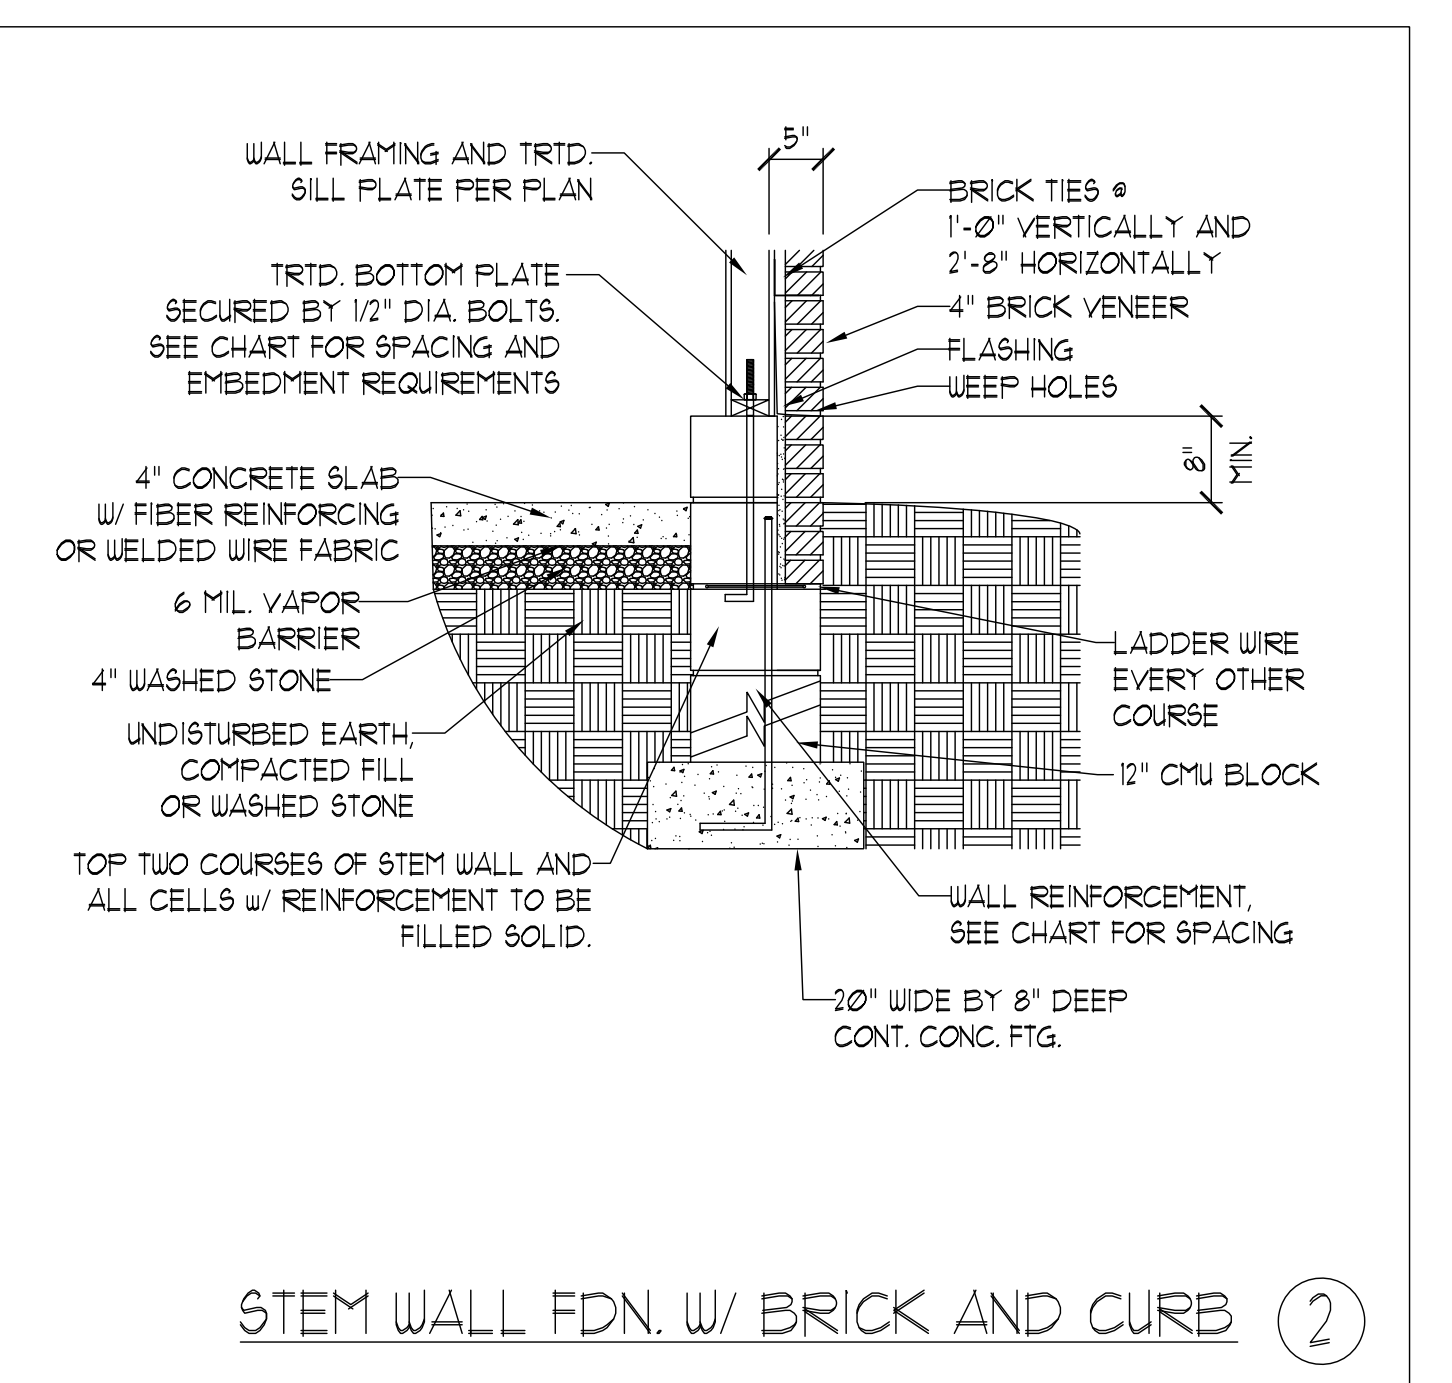 5"
WALL FRAMING AND TRTD.
SILL PLATE PER PLAN
BRICK TIES @
1'-0" VERTICALLY AND
2'-8" HORIZONTALLY
TRTD. BOTTOM PLATE
SECURED BY 1/2" DIA. BOLTS.
SEE CHART FOR SPACING AND
EMBEDMENT REQUIREMENTS
4" BRICK VENEER
FLASHING
WEEP HOLES
8"
MIN.
4" CONCRETE SLAB
W/ FIBER REINFORCING
OR WELDED WIRE FABRIC
6 MIL. VAPOR
BARRIER
4" WASHED STONE
LADDER WIRE
EVERY OTHER
COURSE
UNDISTURBED EARTH,
COMPACTED FILL
OR WASHED STONE
12" CMU BLOCK
TOP TWO COURSES OF STEM WALL AND
ALL CELLS w/ REINFORCEMENT TO BE
FILLED SOLID.
WALL REINFORCEMENT,
SEE CHART FOR SPACING
20" WIDE BY 8" DEEP
CONT. CONC. FTG.
STEM WALL FDN. W/ BRICK AND CURB
2